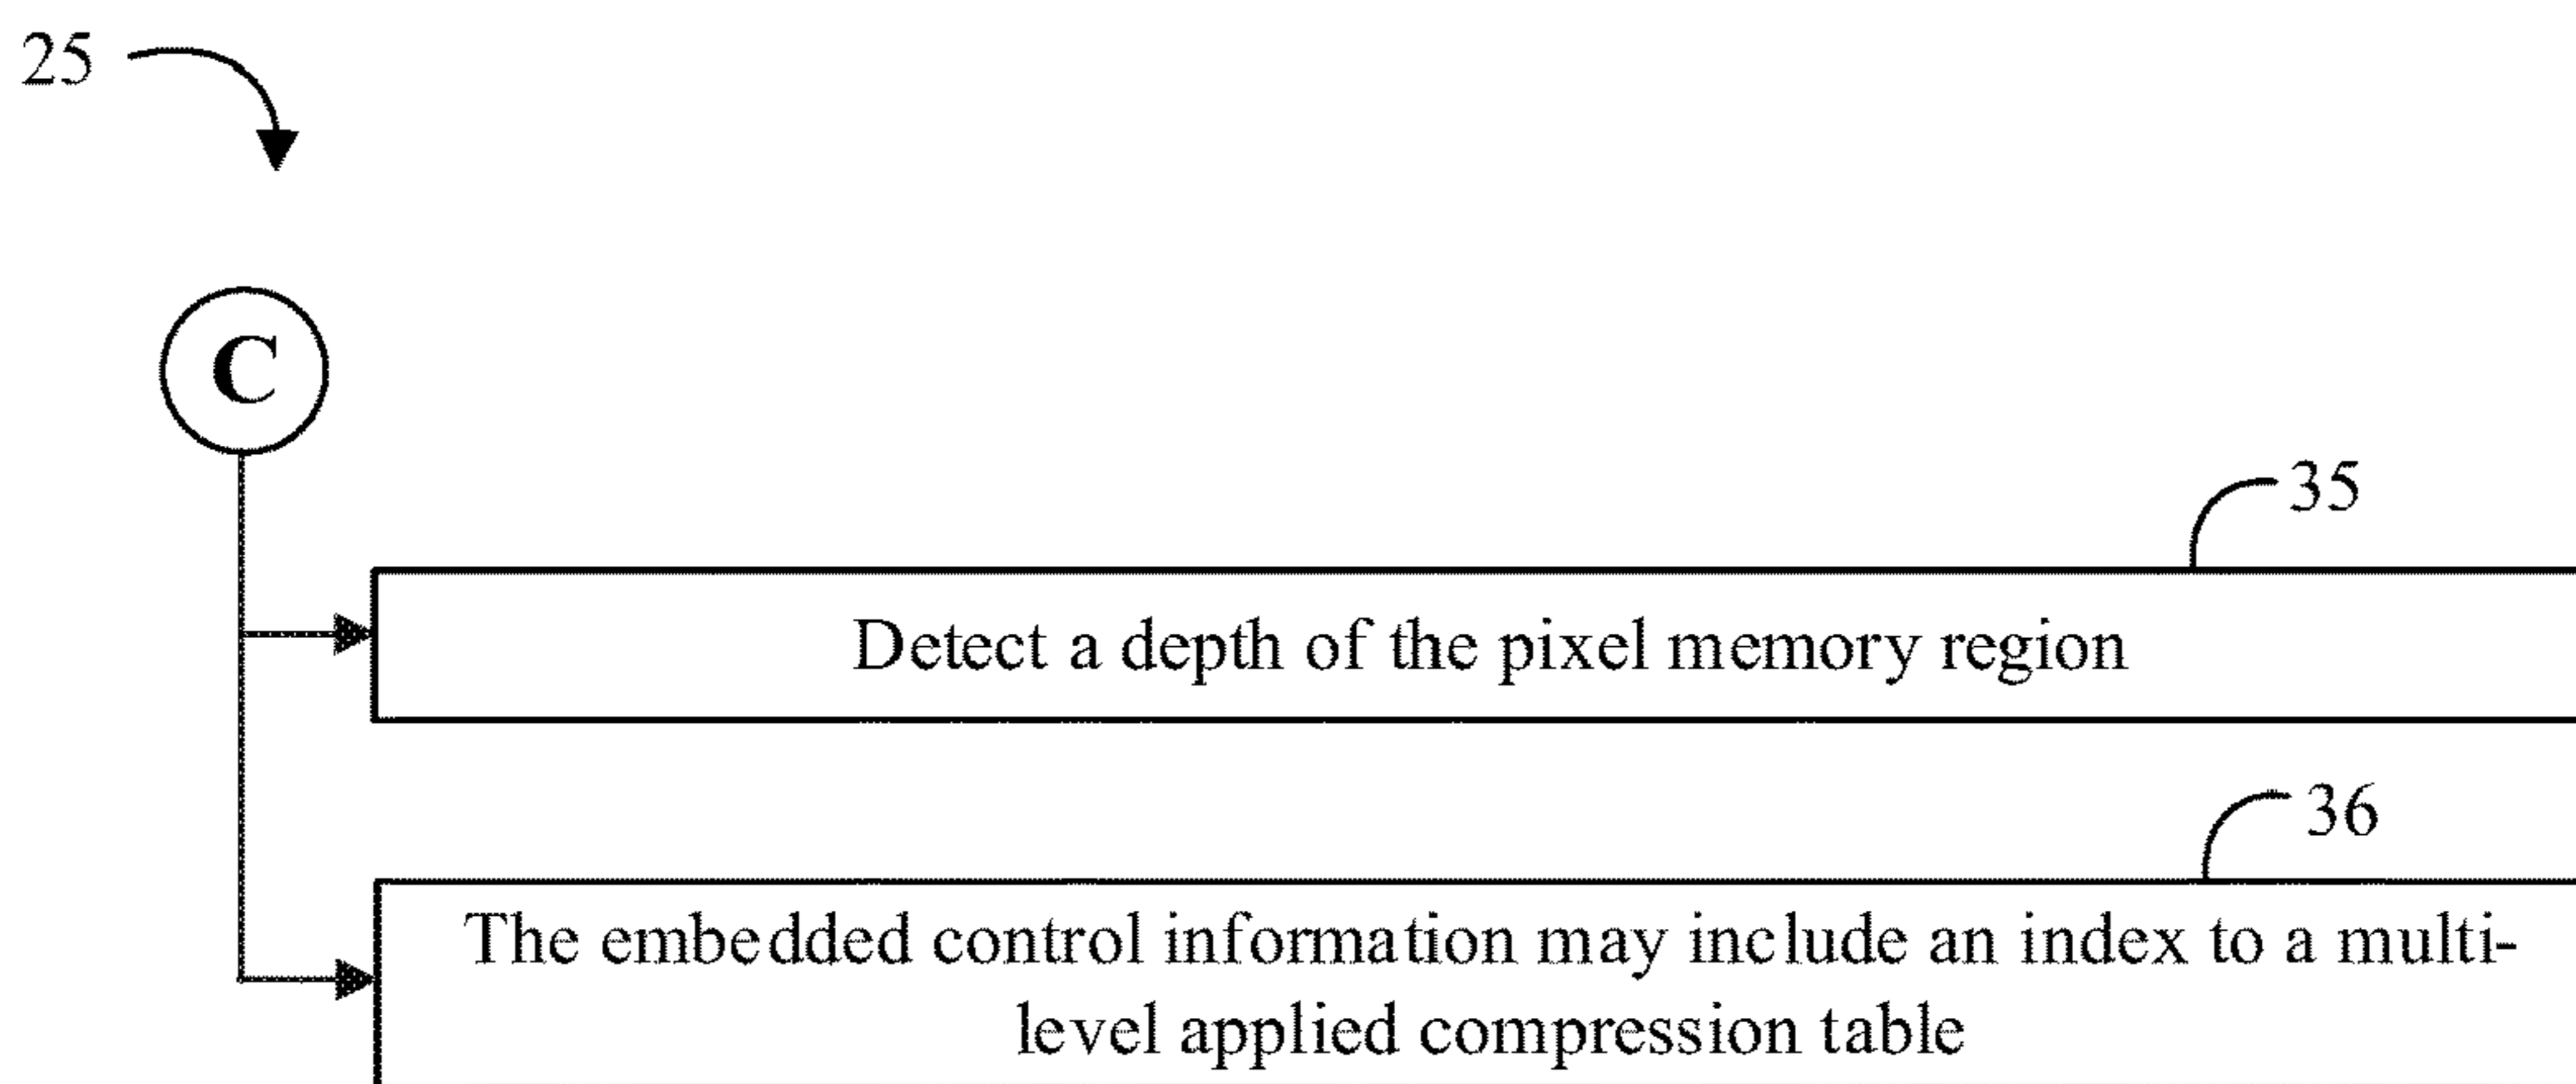 25
C
35
Detect a depth of the pixel memory region
36
The embedded control information may include an index to a multi-
level applied compression table